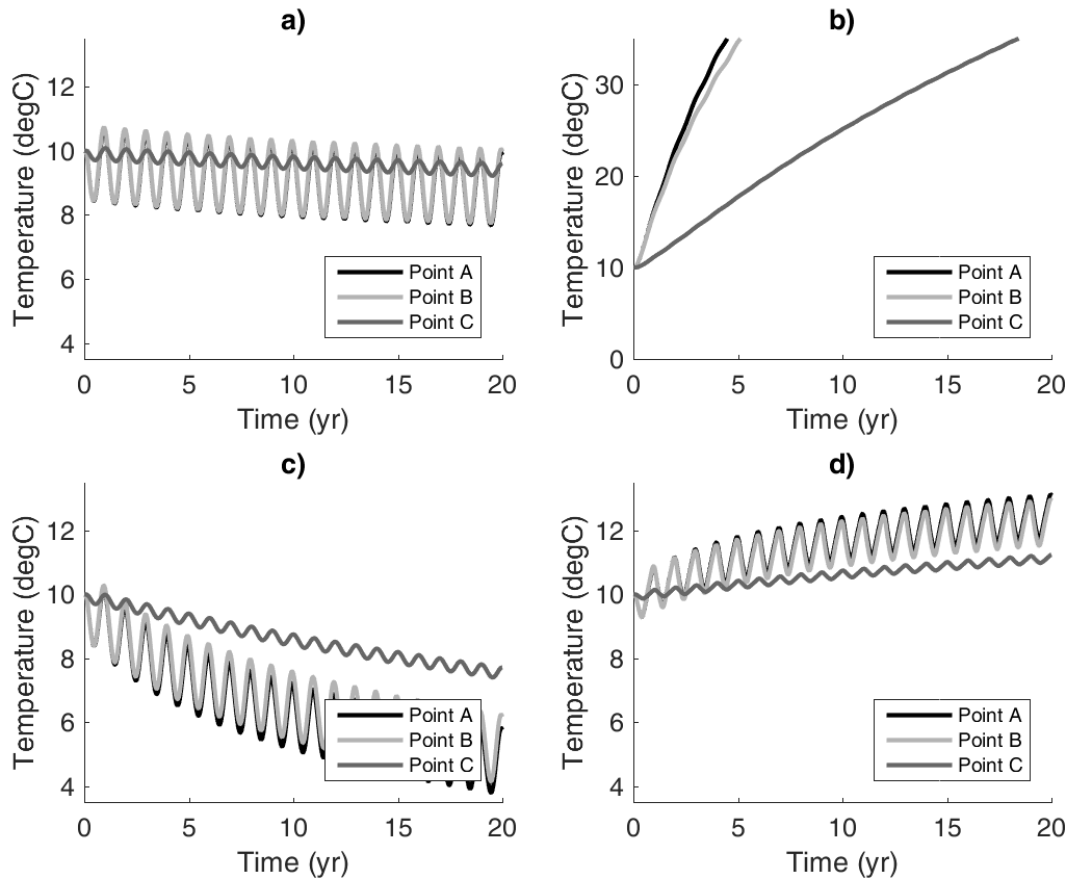 a)
Temperature (degC)
12
10
8
6
4
0 5 10 15 20
Time (yr)
Point A
Point B
Point C
b)
Temperature (degC)
30
20
10
0
0 5 10 15 20
Time (yr)
Point A
Point B
Point C
c)
Temperature (degC)
12
10
8
6
4
0 5 10 15 20
Time (yr)
Point A
Point B
Point C
d)
Temperature (degC)
12
10
8
6
4
0 5 10 15 20
Time (yr)
Point A
Point B
Point C